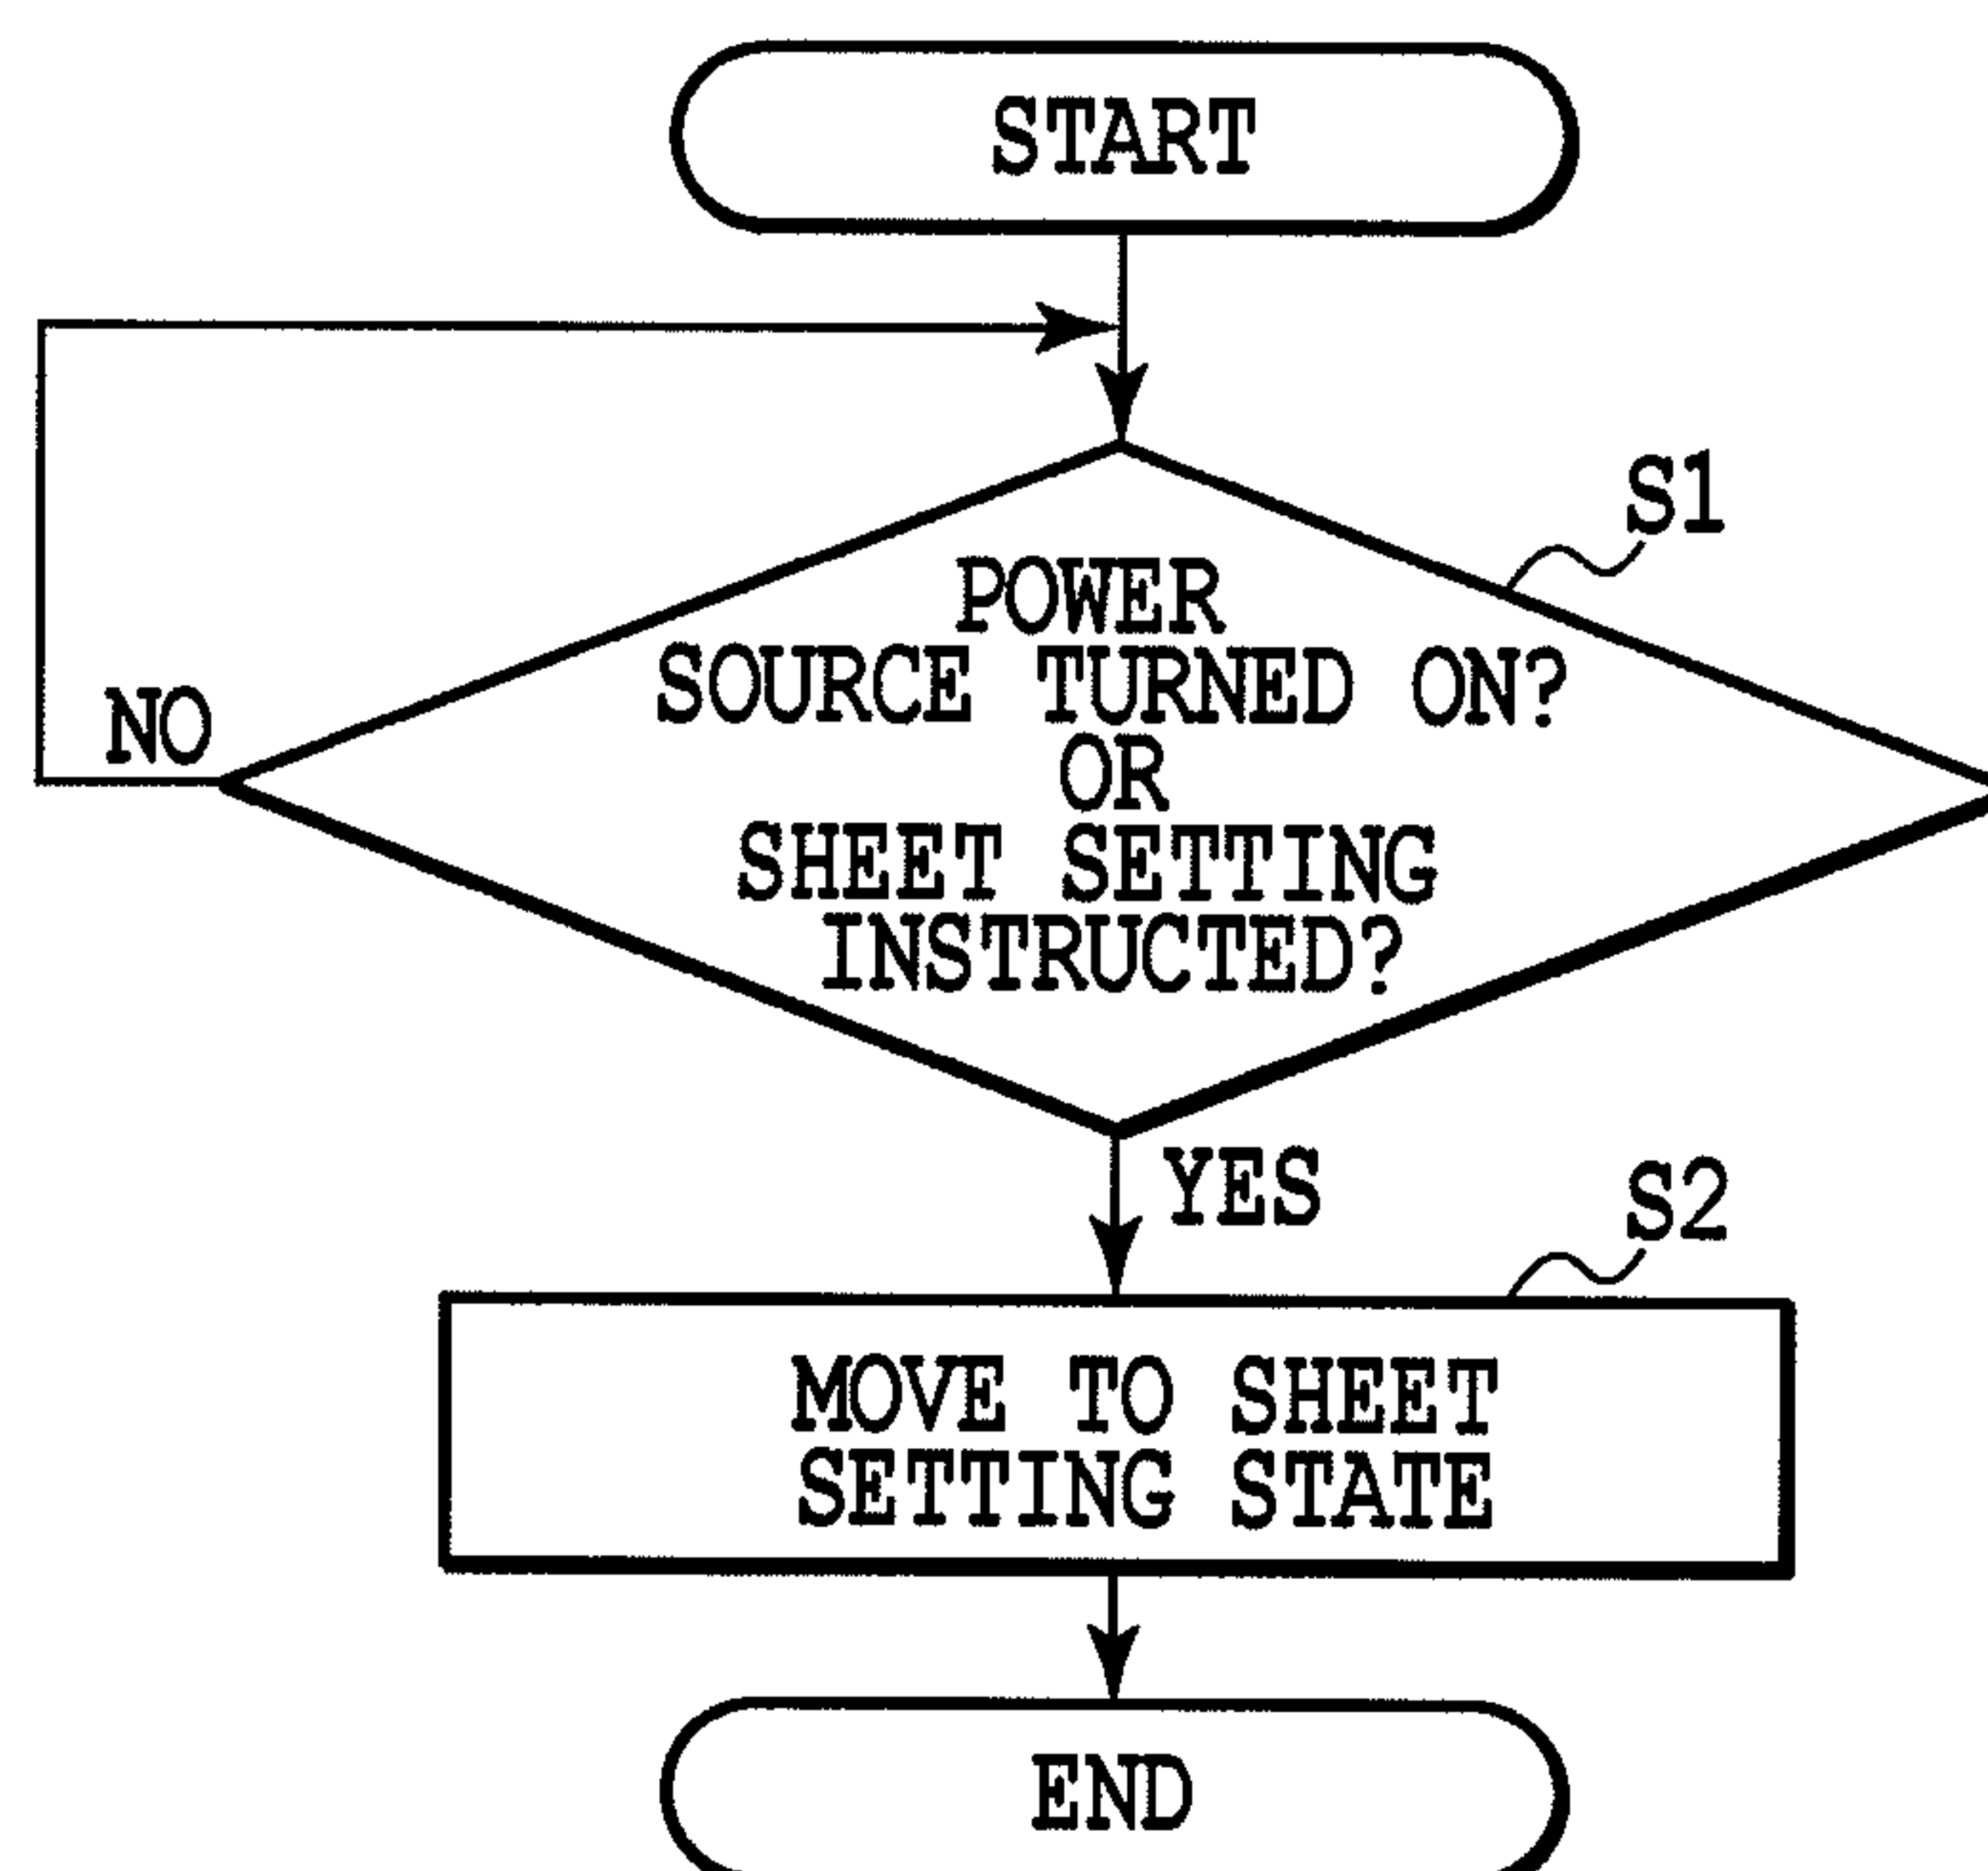 START
S1
POWER
SOURCE TURNED ON?
OR
SHEET SETTING
INSTRUCTED?
NO
YES
S2
MOVE TO SHEET
SETTING STATE
END